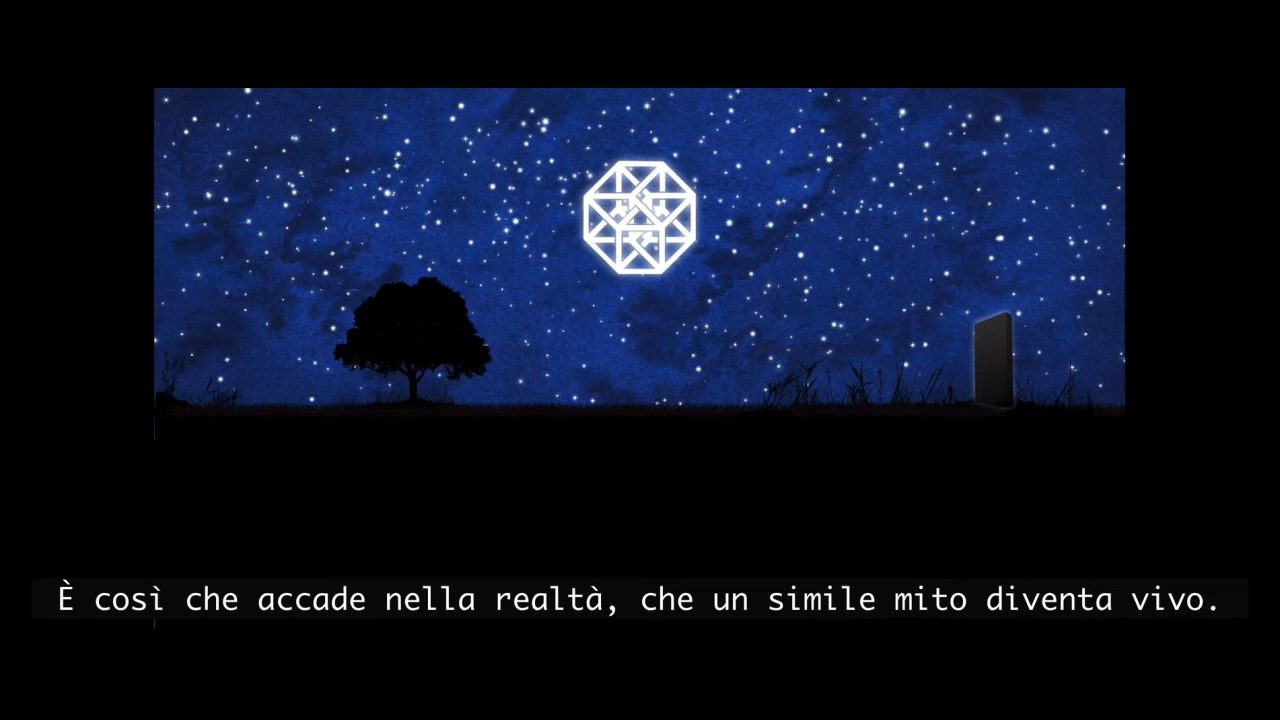 È così che accade nella realtà, che un simile mito diventa vivo.